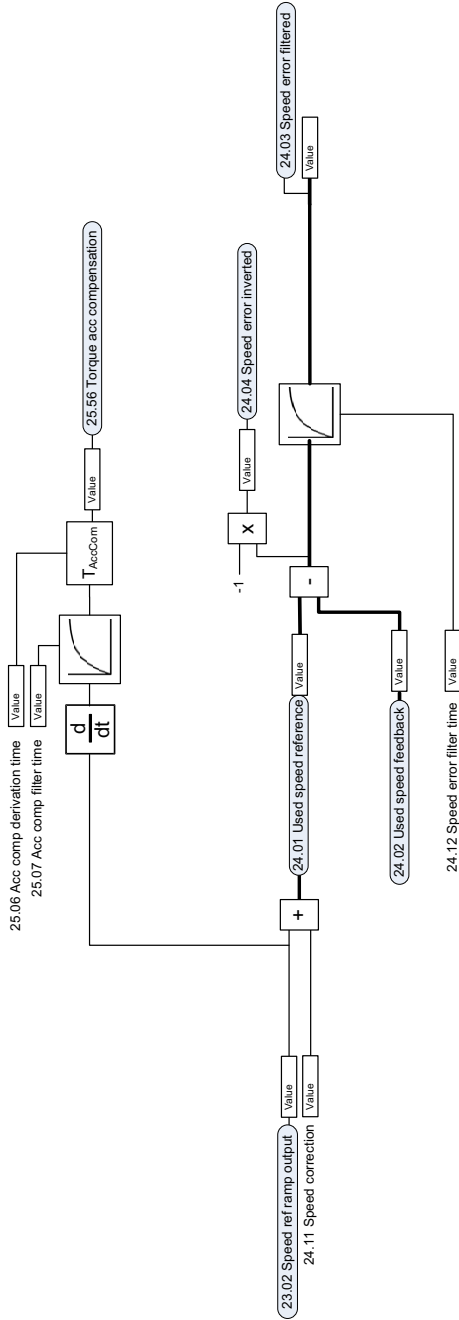 25.06 Acc comp derivation time
Value
25.07 Acc comp filter time
Value
d
dt
TAccCom
Value
25.56 Torque acc compensation
-1
X
Value
24.04 Speed error inverted
23.02 Speed ref ramp output
Value
24.11 Speed correction
Value
+
24.01 Used speed reference
Value
-
24.02 Used speed feedback
Value
24.03 Speed error filtered
Value
24.12 Speed error filter time
Value